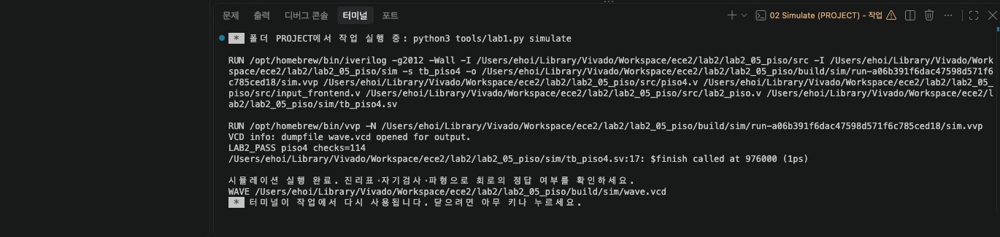 문제 출력 디버그 콘솔 터미널 포트 02 Simulate (PROJECT) - 작업
* 폴더 PROJECT에서 작업 실행 중: python3 tools/lab1.py simulate
RUN /opt/homebrew/bin/iverilog -g2012 -Wall -I /Users/ehoi/Library/Vivado/Workspace/ece2/lab2/lab2_05_piso/src -I /Users/ehoi/Library/Vivado/Work
space/ece2/lab2/lab2_05_piso/sim -s tb_piso4 -o /Users/ehoi/Library/Vivado/Workspace/ece2/lab2/lab2_05_piso/build/sim/run-a06b391f6dac47598d571f6
c785ced18/sim.vvp /Users/ehoi/Library/Vivado/Workspace/ece2/lab2/lab2_05_piso/src/piso4.v /Users/ehoi/Library/Vivado/Workspace/ece2/lab2/lab2_05_
piso/src/input_frontend.v /Users/ehoi/Library/Vivado/Workspace/ece2/lab2/lab2_05_piso/src/lab2_piso.v /Users/ehoi/Library/Vivado/Workspace/ece2/l
ab2/lab2_05_piso/sim/tb_piso4.sv
RUN /opt/homebrew/bin/vvp -N /Users/ehoi/Library/Vivado/Workspace/ece2/lab2/lab2_05_piso/build/sim/run-a06b391f6dac47598d571f6c785ced18/sim.vvp
VCD info: dumpfile wave.vcd opened for output.
LAB2_PASS piso4 checks=114
/Users/ehoi/Library/Vivado/Workspace/ece2/lab2/lab2_05_piso/sim/tb_piso4.sv:17: $finish called at 976000 (1ps)
시뮬레이션 실행 완료. 진리표·자기검사·파형으로 회로의 정답 여부를 확인하세요.
WAVE /Users/ehoi/Library/Vivado/Workspace/ece2/lab2/lab2_05_piso/build/sim/wave.vcd
* 터미널이 작업에서 다시 사용됩니다. 닫으려면 아무 키나 누르세요.